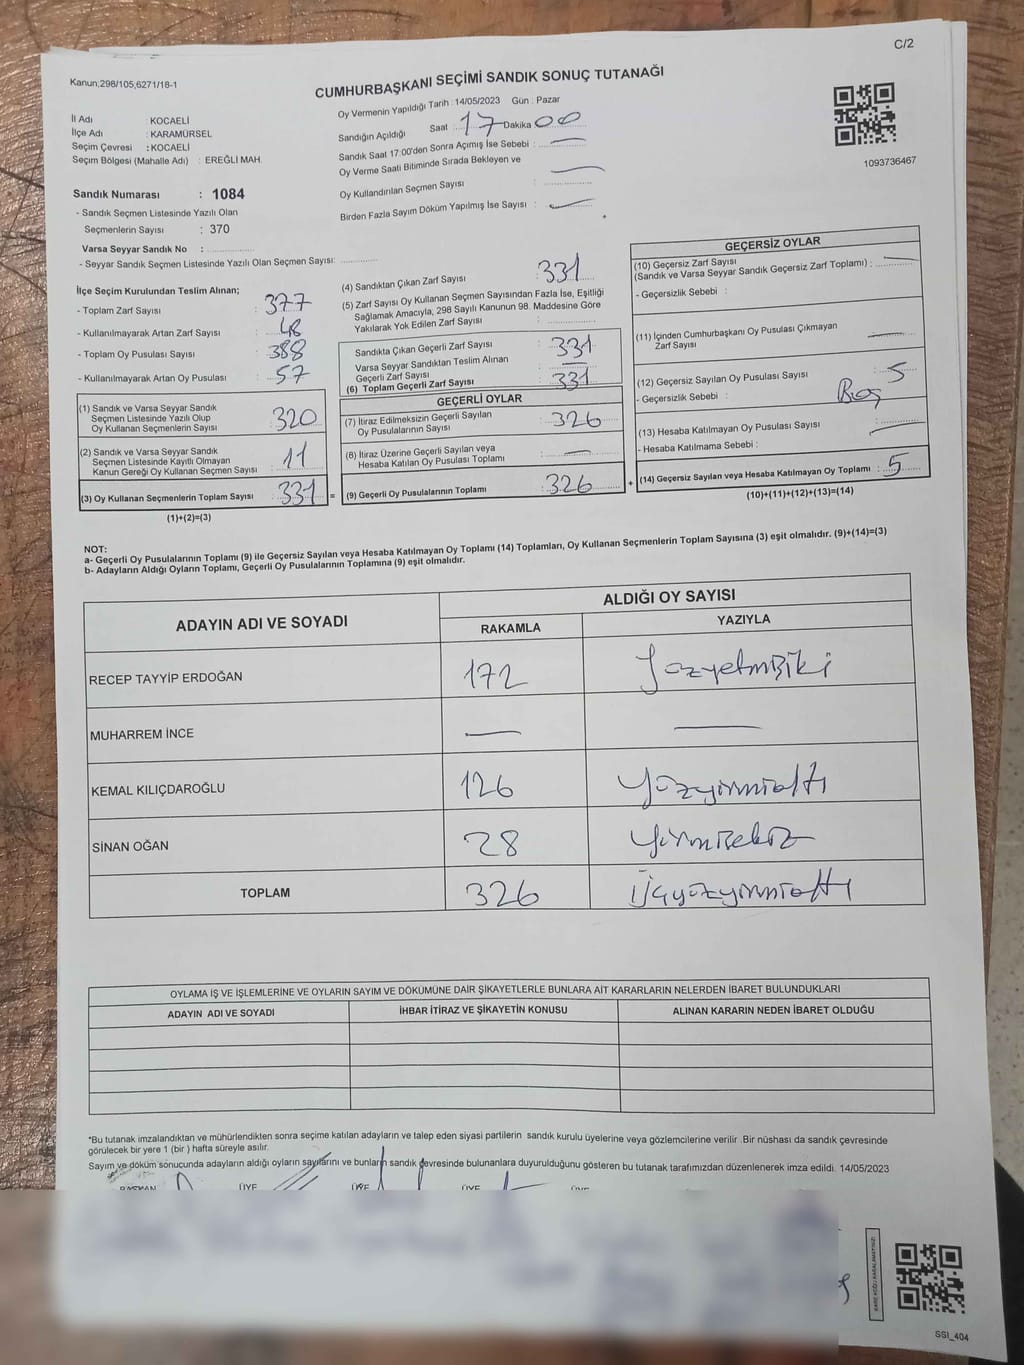 C/2
Kanun;298/105,6271/18-1
CUMHURBAŞKANI SEÇİMİ SANDIK SONUÇ TUTANAĞI
Oy Vermenin Yapıldığı Tarih : 14/05/2023 Gün : Pazar
İl Adı : KOCAELİ
İlçe Adı : KARAMÜRSEL
Seçim Çevresi : KOCAELİ
Seçim Bölgesi (Mahalle Adı) : EREĞLİ MAH.
Sandığın Açıldığı Saat : 17 Dakika 00
Sandık Saat 17:00'den Sonra Açımış İse Sebebi : —
Oy Verme Saati Bitiminde Sırada Bekleyen ve
Oy Kullandırılan Seçmen Sayısı —
Birden Fazla Sayım Döküm Yapılmış İse Sayısı : —
1093736467
Sandık Numarası : 1084
- Sandık Seçmen Listesinde Yazılı Olan
Seçmenlerin Sayısı : 370
Varsa Seyyar Sandık No :
- Seyyar Sandık Seçmen Listesinde Yazılı Olan Seçmen Sayısı:
İlçe Seçim Kurulundan Teslim Alınan;
- Toplam Zarf Sayısı : 377
- Kullanılmayarak Artan Zarf Sayısı : 48
- Toplam Oy Pusulası Sayısı : 388
- Kullanılmayarak Artan Oy Pusulası : 57
(1) Sandık ve Varsa Seyyar Sandık
Seçmen Listesinde Yazılı Olup
Oy Kullanan Seçmenlerin Sayısı : 320
(2) Sandık ve Varsa Seyyar Sandık
Seçmen Listesinde Kayıtlı Olmayan
Kanun Gereği Oy Kullanan Seçmen Sayısı : 11
(3) Oy Kullanan Seçmenlerin Toplam Sayısı : 331 =
(1)+(2)=(3)
(4) Sandıktan Çıkan Zarf Sayısı : 331
(5) Zarf Sayısı Oy Kullanan Seçmen Sayısından Fazla İse, Eşitliği
Sağlamak Amacıyla, 298 Sayılı Kanunun 98. Maddesine Göre
Yakılarak Yok Edilen Zarf Sayısı :
Sandıkta Çıkan Geçerli Zarf Sayısı : 331
Varsa Seyyar Sandıktan Teslim Alınan
Geçerli Zarf Sayısı : —
(6) Toplam Geçerli Zarf Sayısı : 331
GEÇERLİ OYLAR
(7) İtiraz Edilmeksizin Geçerli Sayılan
Oy Pusulalarının Sayısı : 326
(8) İtiraz Üzerine Geçerli Sayılan veya
Hesaba Katılan Oy Pusulası Toplamı : —
(9) Geçerli Oy Pusulalarının Toplamı : 326 +
GEÇERSİZ OYLAR
(10) Geçersiz Zarf Sayısı
(Sandık ve Varsa Seyyar Sandık Geçersiz Zarf Toplamı) : —
- Geçersizlik Sebebi :
(11) İçinden Cumhurbaşkanı Oy Pusulası Çıkmayan
Zarf Sayısı : —
(12) Geçersiz Sayılan Oy Pusulası Sayısı : 5
- Geçersizlik Sebebi : Boş
(13) Hesaba Katılmayan Oy Pusulası Sayısı : —
- Hesaba Katılmama Sebebi :
(14) Geçersiz Sayılan veya Hesaba Katılmayan Oy Toplamı : 5
(10)+(11)+(12)+(13)=(14)
NOT:
a- Geçerli Oy Pusulalarının Toplamı (9) ile Geçersiz Sayılan veya Hesaba Katılmayan Oy Toplamı (14) Toplamları, Oy Kullanan Seçmenlerin Toplam Sayısına (3) eşit olmalıdır. (9)+(14)=(3)
b- Adayların Aldığı Oyların Toplamı, Geçerli Oy Pusulalarının Toplamına (9) eşit olmalıdır.
ADAYIN ADI VE SOYADI
ALDIĞI OY SAYISI
RAKAMLA YAZIYLA
RECEP TAYYİP ERDOĞAN 172 Yüzyetmişiki
MUHARREM İNCE — —
KEMAL KILIÇDAROĞLU 126 Yüzyirmialtı
SİNAN OĞAN 28 Yirmisekiz
TOPLAM 326 Üçyüzyirmialtı
OYLAMA İŞ VE İŞLEMLERİNE VE OYLARIN SAYIM VE DÖKÜMÜNE DAİR ŞİKAYETLERLE BUNLARA AİT KARARLARIN NELERDEN İBARET BULUNDUKLARI
ADAYIN ADI VE SOYADI İHBAR İTİRAZ VE ŞİKAYETİN KONUSU ALINAN KARARIN NEDEN İBARET OLDUĞU
*Bu tutanak imzalandıktan ve mühürlendikten sonra seçime katılan adayların ve talep eden siyasi partilerin sandık kurulu üyelerine veya gözlemcilerine verilir .Bir nüshası da sandık çevresinde
görülecek bir yere 1 (bir ) hafta süreyle asılır.
Sayım ve döküm sonucunda adayların aldığı oyların sayılarını ve bunların sandık çevresinde bulunanlara duyurulduğunu gösteren bu tutanak tarafımızdan düzenlenerek imza edildi. 14/05/2023
BAŞKAN ÜYE ÜYE ÜYE ÜYE
SSI_404